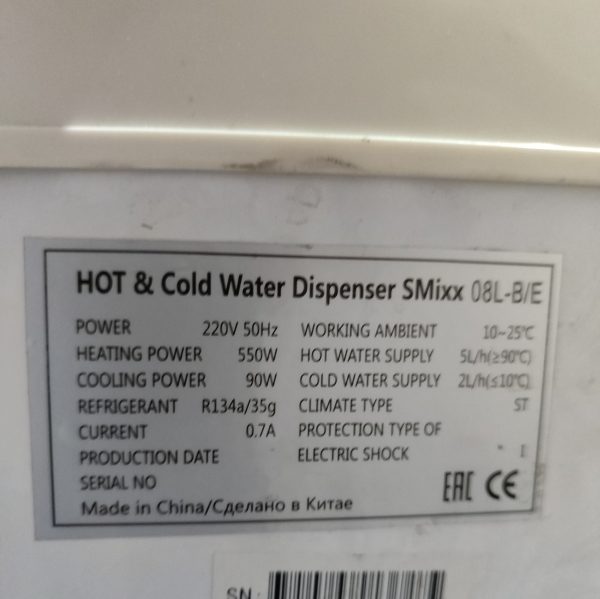 HOT & Cold Water Dispenser SMixx 08L-B/E
POWER 220V 50Hz WORKING AMBIENT 10~25℃
HEATING POWER 550W HOT WATER SUPPLY 5L/h(≥90℃)
COOLING POWER 90W COLD WATER SUPPLY 2L/h(≤10℃)
REFRIGERANT R134a/35g CLIMATE TYPE ST
CURRENT 0.7A PROTECTION TYPE OF
PRODUCTION DATE ELECTRIC SHOCK I
SERIAL NO
EAC CE
Made in China/Сделано в Китае
SN: